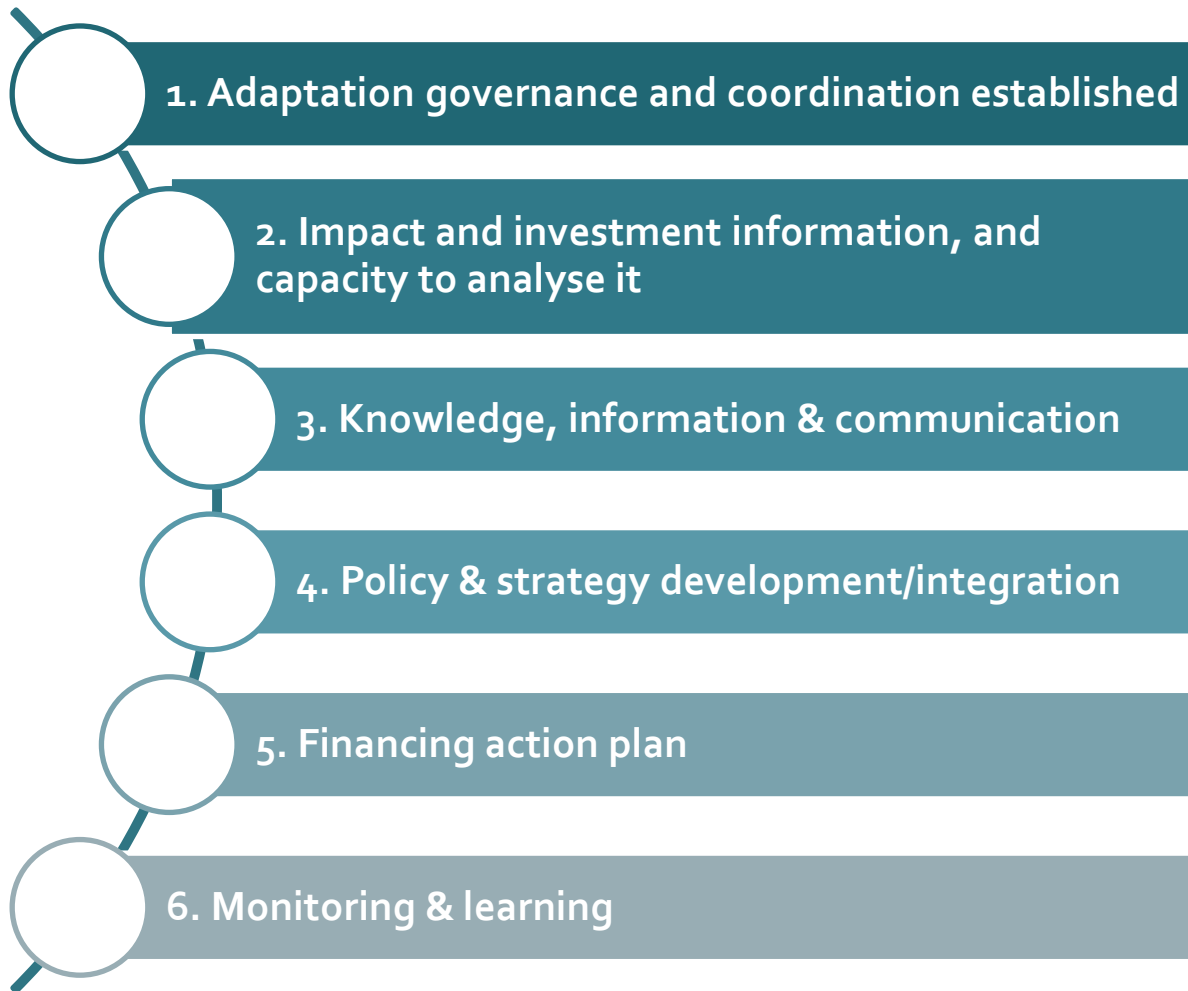 1. Adaptation governance and coordination established
2. Impact and investment information, and
capacity to analyse it
3. Knowledge, information & communication
4. Policy & strategy development/integration
5. Financing action plan
6. Monitoring & learning